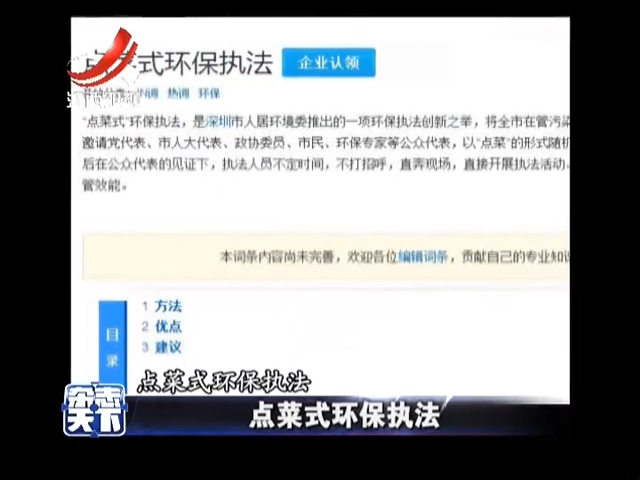 点菜式环保执法 企业认领
热词 环保
“点菜式”环保执法，是深圳市人居环境委推出的一项环保执法创新之举，将全市在管污染
邀请党代表、市人大代表、政协委员、市民、环保专家等公众代表，以“点菜”的形式随机
后在公众代表的见证下，执法人员不定时间，不打招呼，直奔现场，直接开展执法活动。
管效能。
本词条内容尚未完善，欢迎各位编辑词条，贡献自己的专业知识
目录
1 方法
2 优点
3 建议
点菜式环保执法
点菜式环保执法
杂志天下